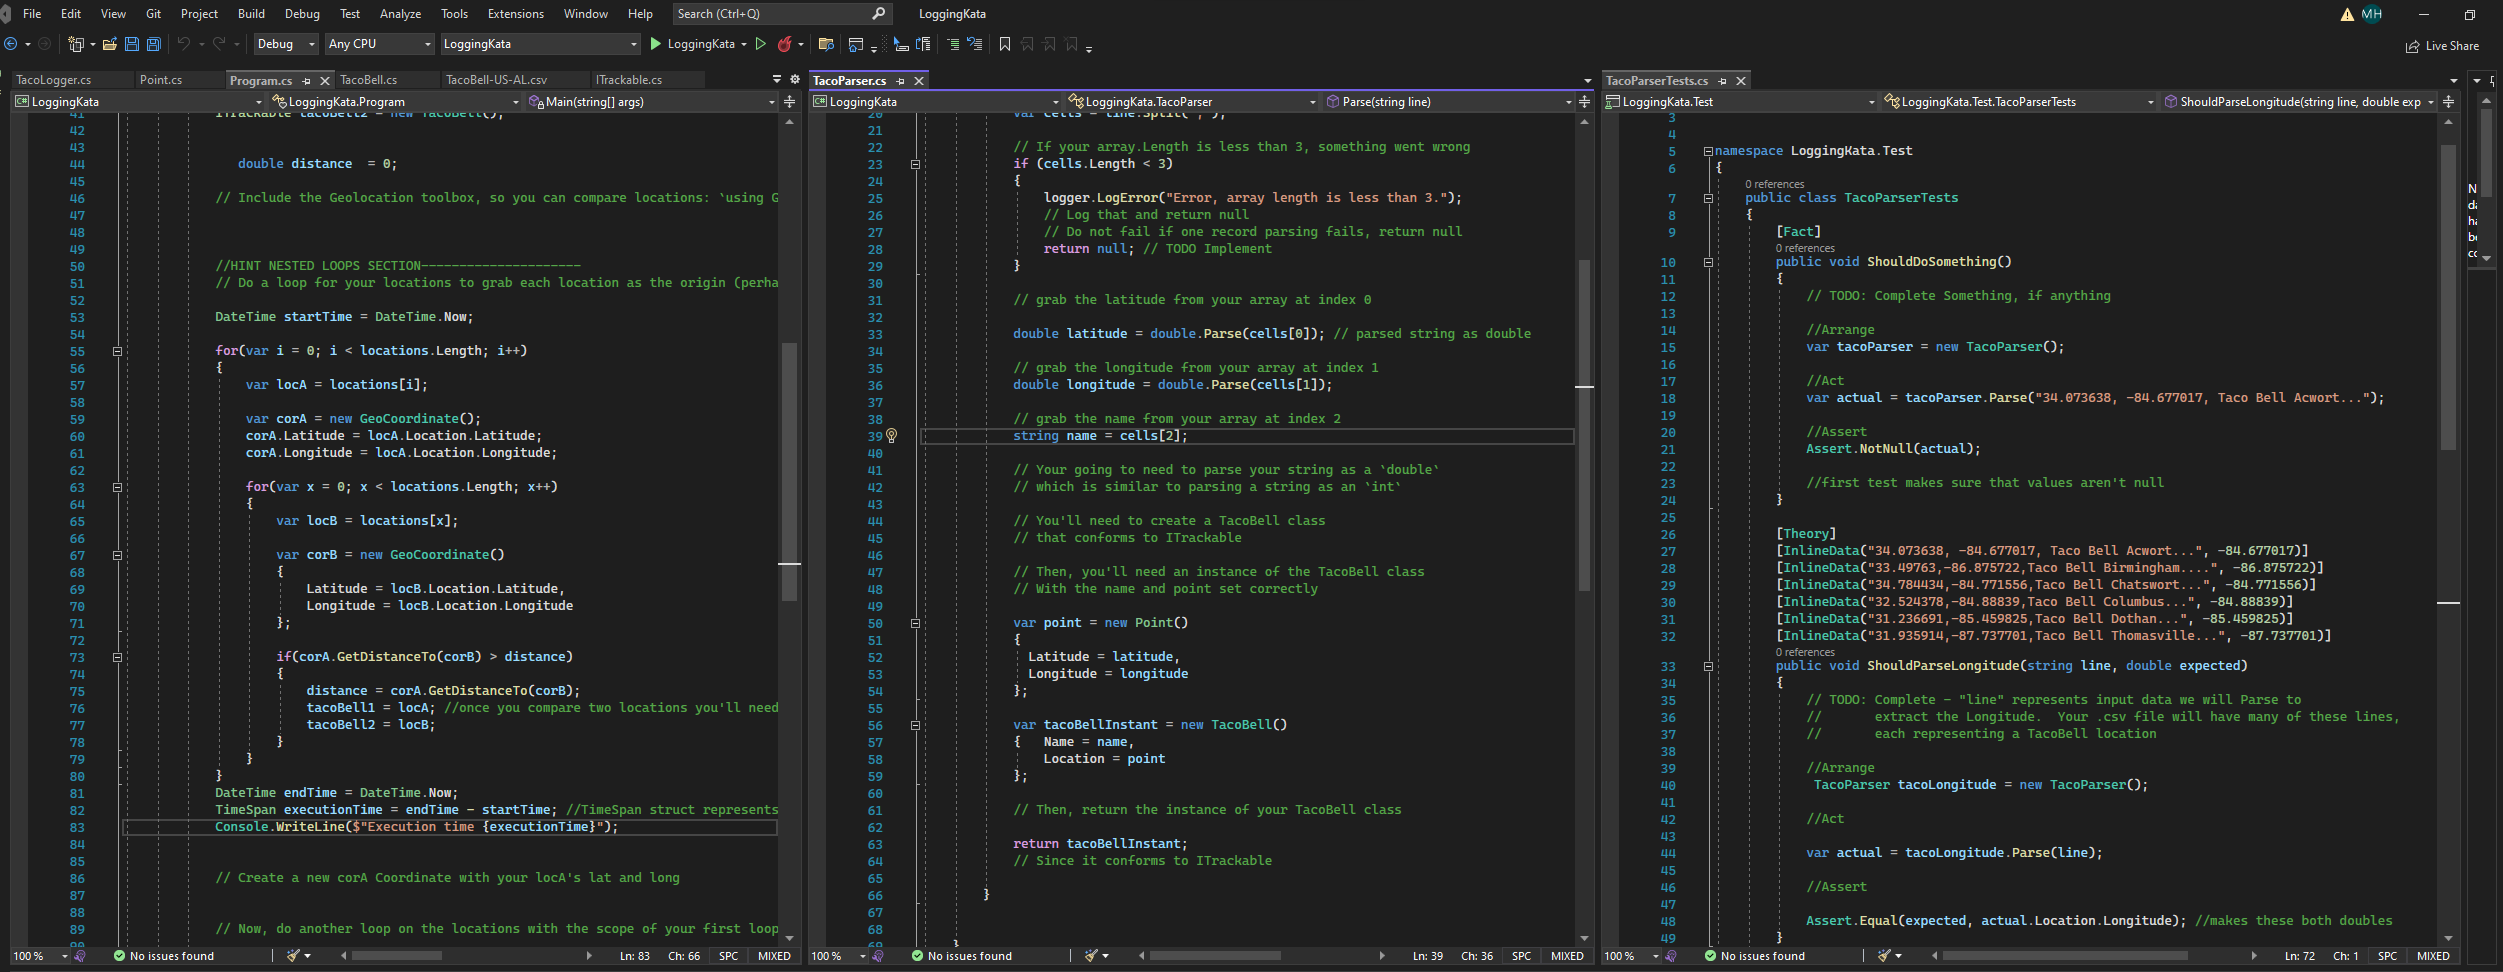 File Edit View Git Project Build Debug Test Analyze Tools Extensions Window Help Search (Ctrl+Q) LoggingKata MH
Debug Any CPU LoggingKata LoggingKata Live Share
TacoLogger.cs Point.cs Program.cs TacoBell.cs TacoBell-US-AL.csv ITrackable.cs
LoggingKata LoggingKata.Program Main(string[] args)
41 ITrackable tacoBell2 = new TacoBell();
42
43
44 double distance  = 0;
45
46 // Include the Geolocation toolbox, so you can compare locations: `using G
47
48
49
50 //HINT NESTED LOOPS SECTION---------------------
51 // Do a loop for your locations to grab each location as the origin (perha
52
53 DateTime startTime = DateTime.Now;
54
55 for(var i = 0; i < locations.Length; i++)
56 {
57 var locA = locations[i];
58
59 var corA = new GeoCoordinate();
60 corA.Latitude = locA.Location.Latitude;
61 corA.Longitude = locA.Location.Longitude;
62
63 for(var x = 0; x < locations.Length; x++)
64 {
65 var locB = locations[x];
66
67 var corB = new GeoCoordinate()
68 {
69 Latitude = locB.Location.Latitude,
70 Longitude = locB.Location.Longitude
71 };
72
73 if(corA.GetDistanceTo(corB) > distance)
74 {
75 distance = corA.GetDistanceTo(corB);
76 tacoBell1 = locA; //once you compare two locations you'll need
77 tacoBell2 = locB;
78 }
79 }
80 }
81 DateTime endTime = DateTime.Now;
82 TimeSpan executionTime = endTime - startTime; //TimeSpan struct represents
83 Console.WriteLine($"Execution time {executionTime}");
84
85
86 // Create a new corA Coordinate with your locA's lat and long
87
88
89 // Now, do another loop on the locations with the scope of your first loop
90
100 % No issues found Ln: 83 Ch: 66 SPC MIXED
TacoParser.cs
LoggingKata LoggingKata.TacoParser Parse(string line)
20 var cells = line.Split(',');
21
22 // If your array.Length is less than 3, something went wrong
23 if (cells.Length < 3)
24 {
25 logger.LogError("Error, array length is less than 3.");
26 // Log that and return null
27 // Do not fail if one record parsing fails, return null
28 return null; // TODO Implement
29 }
30
31 // grab the latitude from your array at index 0
32
33 double latitude = double.Parse(cells[0]); // parsed string as double
34
35 // grab the longitude from your array at index 1
36 double longitude = double.Parse(cells[1]);
37
38 // grab the name from your array at index 2
39 string name = cells[2];
40
41 // Your going to need to parse your string as a `double`
42 // which is similar to parsing a string as an `int`
43
44 // You'll need to create a TacoBell class
45 // that conforms to ITrackable
46
47 // Then, you'll need an instance of the TacoBell class
48 // With the name and point set correctly
49
50 var point = new Point()
51 {
52 Latitude = latitude,
53 Longitude = longitude
54 };
55
56 var tacoBellInstant = new TacoBell()
57 {   Name = name,
58 Location = point
59 };
60
61 // Then, return the instance of your TacoBell class
62
63 return tacoBellInstant;
64 // Since it conforms to ITrackable
65
66 }
67
68
69 }
100 % No issues found Ln: 39 Ch: 36 SPC MIXED
TacoParserTests.cs
LoggingKata.Test LoggingKata.Test.TacoParserTests ShouldParseLongitude(string line, double exp
3
4
5 namespace LoggingKata.Test
6 {
0 references
7 public class TacoParserTests
8 {
9 [Fact]
0 references
10 public void ShouldDoSomething()
11 {
12 // TODO: Complete Something, if anything
13
14 //Arrange
15 var tacoParser = new TacoParser();
16
17 //Act
18 var actual = tacoParser.Parse("34.073638, -84.677017, Taco Bell Acwort...");
19
20 //Assert
21 Assert.NotNull(actual);
22
23 //first test makes sure that values aren't null
24 }
25
26 [Theory]
27 [InlineData("34.073638, -84.677017, Taco Bell Acwort...", -84.677017)]
28 [InlineData("33.49763,-86.875722,Taco Bell Birmingham....", -86.875722)]
29 [InlineData("34.784434,-84.771556,Taco Bell Chatswort...", -84.771556)]
30 [InlineData("32.524378,-84.88839,Taco Bell Columbus...", -84.88839)]
31 [InlineData("31.236691,-85.459825,Taco Bell Dothan...", -85.459825)]
32 [InlineData("31.935914,-87.737701,Taco Bell Thomasville...", -87.737701)]
0 references
33 public void ShouldParseLongitude(string line, double expected)
34 {
35 // TODO: Complete - "line" represents input data we will Parse to
36 //       extract the Longitude.  Your .csv file will have many of these lines,
37 //       each representing a TacoBell location
38
39 //Arrange
40 TacoParser tacoLongitude = new TacoParser();
41
42 //Act
43
44 var actual = tacoLongitude.Parse(line);
45
46 //Assert
47
48 Assert.Equal(expected, actual.Location.Longitude); //makes these both doubles
49 }
100 % No issues found Ln: 72 Ch: 1 SPC MIXED